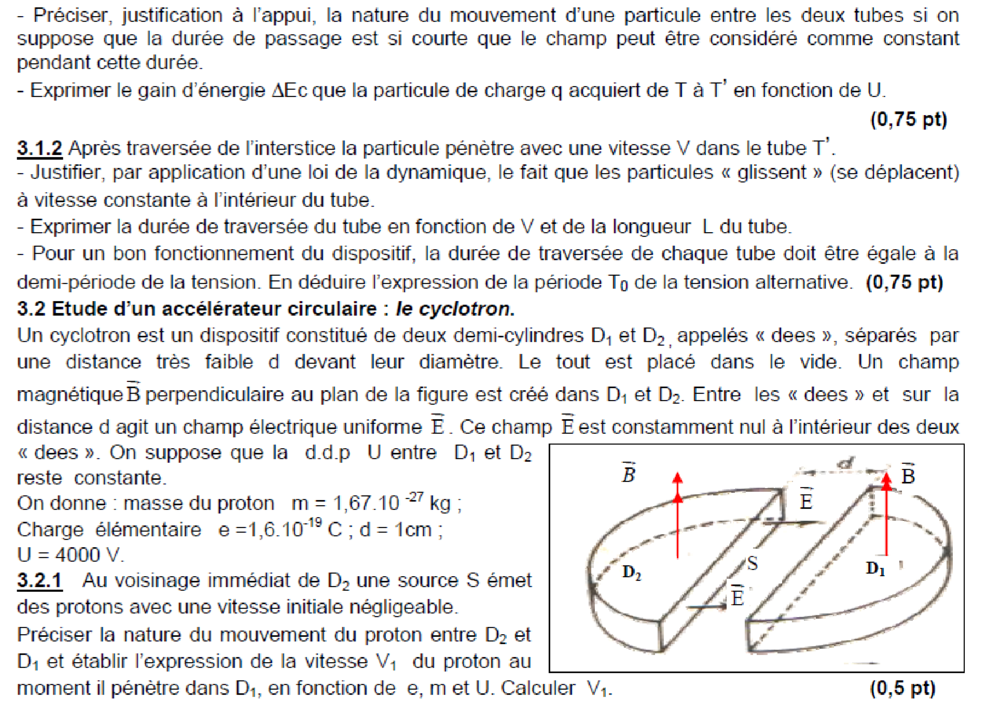 - Préciser, justification à l'appui, la nature du mouvement d'une particule entre les deux tubes si on
suppose que la durée de passage est si courte que le champ peut être considéré comme constant
pendant cette durée.
- Exprimer le gain d'énergie ΔEc que la particule de charge q acquiert de T à T' en fonction de U.
(0,75 pt)
3.1.2 Après traversée de l'interstice la particule pénètre avec une vitesse V dans le tube T'.
- Justifier, par application d'une loi de la dynamique, le fait que les particules « glissent » (se déplacent)
à vitesse constante à l'intérieur du tube.
- Exprimer la durée de traversée du tube en fonction de V et de la longueur L du tube.
- Pour un bon fonctionnement du dispositif, la durée de traversée de chaque tube doit être égale à la
demi-période de la tension. En déduire l'expression de la période T₀ de la tension alternative. (0,75 pt)
3.2 Etude d'un accélérateur circulaire : le cyclotron.
Un cyclotron est un dispositif constitué de deux demi-cylindres D₁ et D₂, appelés « dees », séparés par
une distance très faible d devant leur diamètre. Le tout est placé dans le vide. Un champ
magnétique B⃗ perpendiculaire au plan de la figure est créé dans D₁ et D₂. Entre les « dees » et sur la
distance d agit un champ électrique uniforme E⃗. Ce champ E⃗ est constamment nul à l'intérieur des deux
« dees ». On suppose que la d.d.p U entre D₁ et D₂
reste constante.
On donne : masse du proton m = 1,67.10⁻²⁷ kg ;
Charge élémentaire e =1,6.10⁻¹⁹ C ; d = 1cm ;
U = 4000 V.
3.2.1 Au voisinage immédiat de D₂ une source S émet
des protons avec une vitesse initiale négligeable.
Préciser la nature du mouvement du proton entre D₂ et
D₁ et établir l'expression de la vitesse V₁ du proton au
moment il pénètre dans D₁, en fonction de e, m et U. Calculer V₁.
(0,5 pt)
d
B⃗
B⃗
E⃗
S
D₂
D₁
E⃗